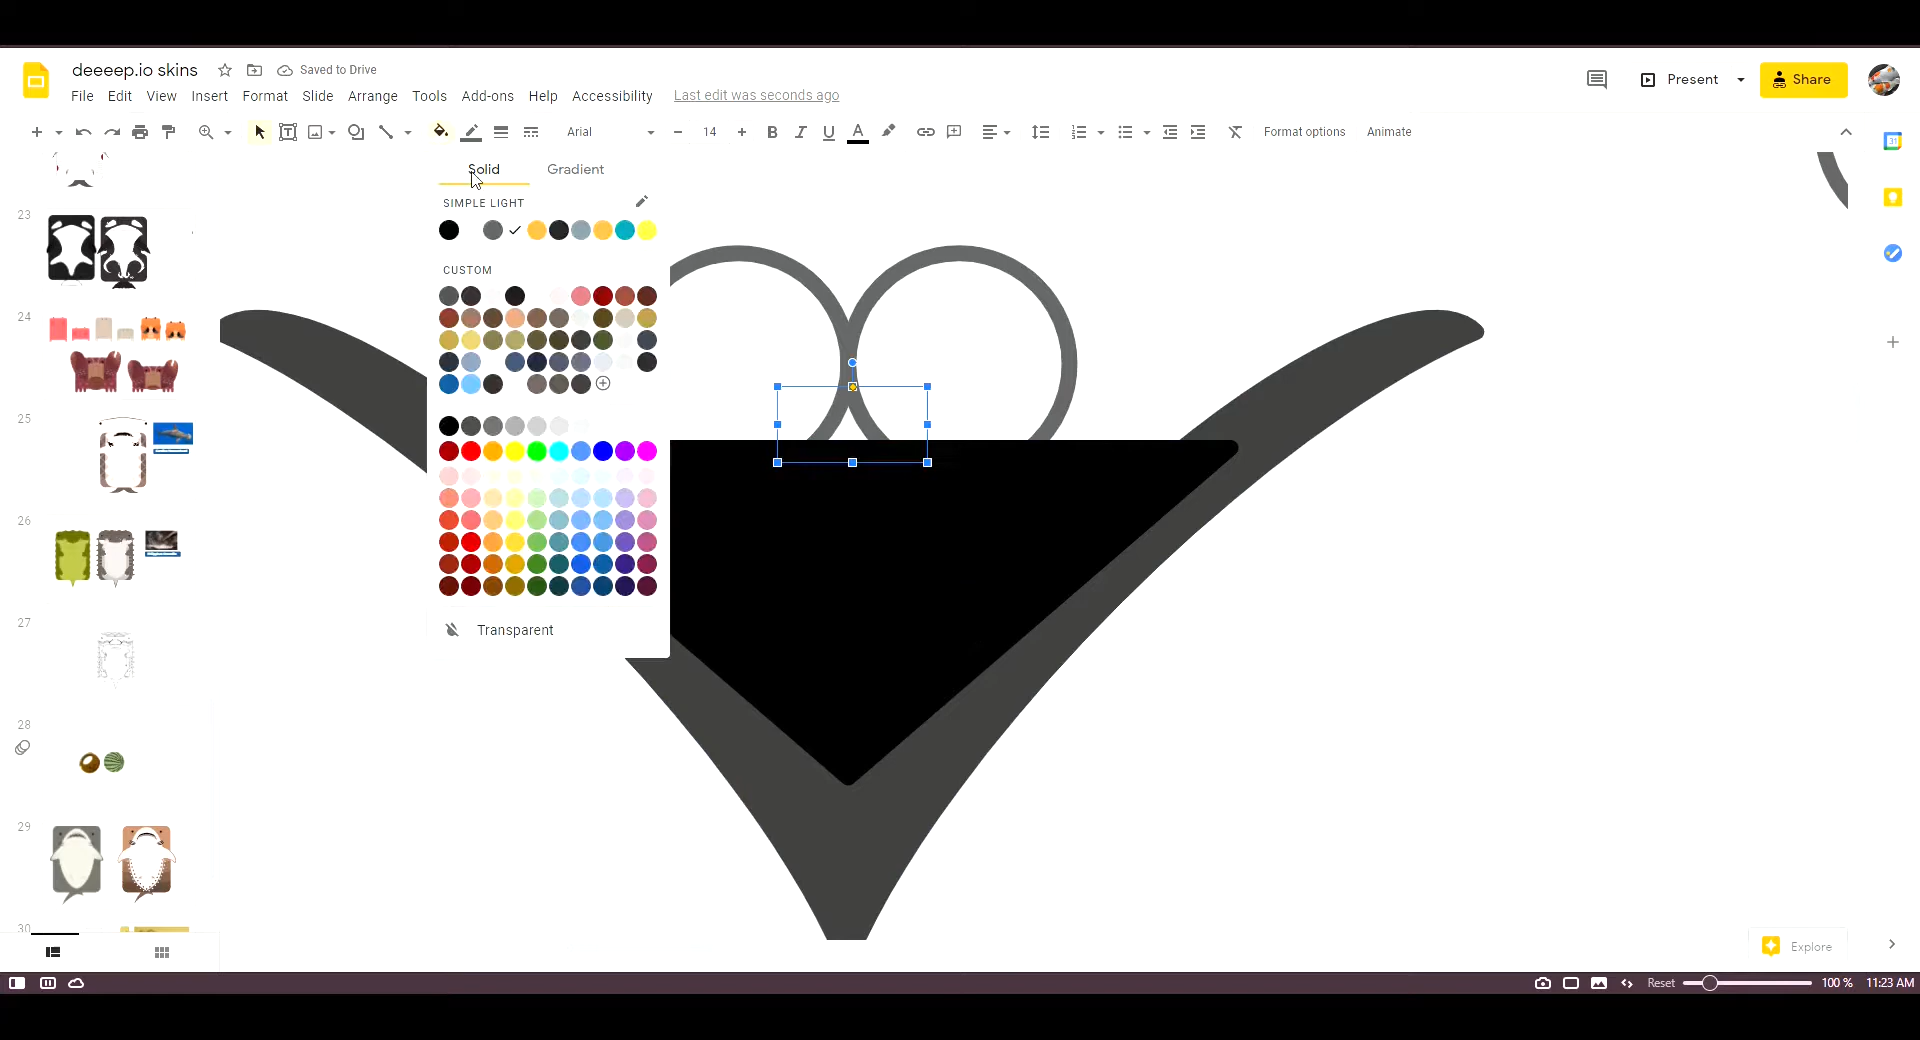 deeeep.io skins Saved to Drive
File Edit View Insert Format Slide Arrange Tools Add-ons Help Accessibility Last edit was seconds ago
Present Share
Arial 14 Format options Animate
Solid Gradient
SIMPLE LIGHT
CUSTOM
Transparent
23
24
25
26
27
28
29
30
31
Explore
Reset 100 % 11:23 AM